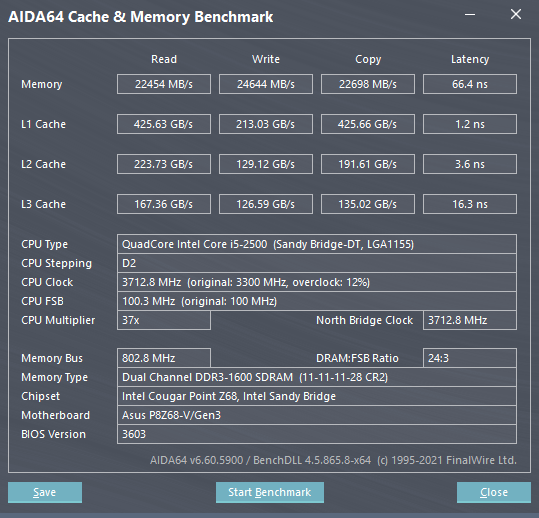 AIDA64 Cache & Memory Benchmark
Read Write Copy Latency
Memory 22454 MB/s 24644 MB/s 22698 MB/s 66.4 ns
L1 Cache 425.63 GB/s 213.03 GB/s 425.66 GB/s 1.2 ns
L2 Cache 223.73 GB/s 129.12 GB/s 191.61 GB/s 3.6 ns
L3 Cache 167.36 GB/s 126.59 GB/s 135.02 GB/s 16.3 ns
CPU Type QuadCore Intel Core i5-2500 (Sandy Bridge-DT, LGA1155)
CPU Stepping D2
CPU Clock 3712.8 MHz (original: 3300 MHz, overclock: 12%)
CPU FSB 100.3 MHz (original: 100 MHz)
CPU Multiplier 37x North Bridge Clock 3712.8 MHz
Memory Bus 802.8 MHz DRAM:FSB Ratio 24:3
Memory Type Dual Channel DDR3-1600 SDRAM (11-11-11-28 CR2)
Chipset Intel Cougar Point Z68, Intel Sandy Bridge
Motherboard Asus P8Z68-V/Gen3
BIOS Version 3603
AIDA64 v6.60.5900 / BenchDLL 4.5.865.8-x64 (c) 1995-2021 FinalWire Ltd.
Save Start Benchmark Close